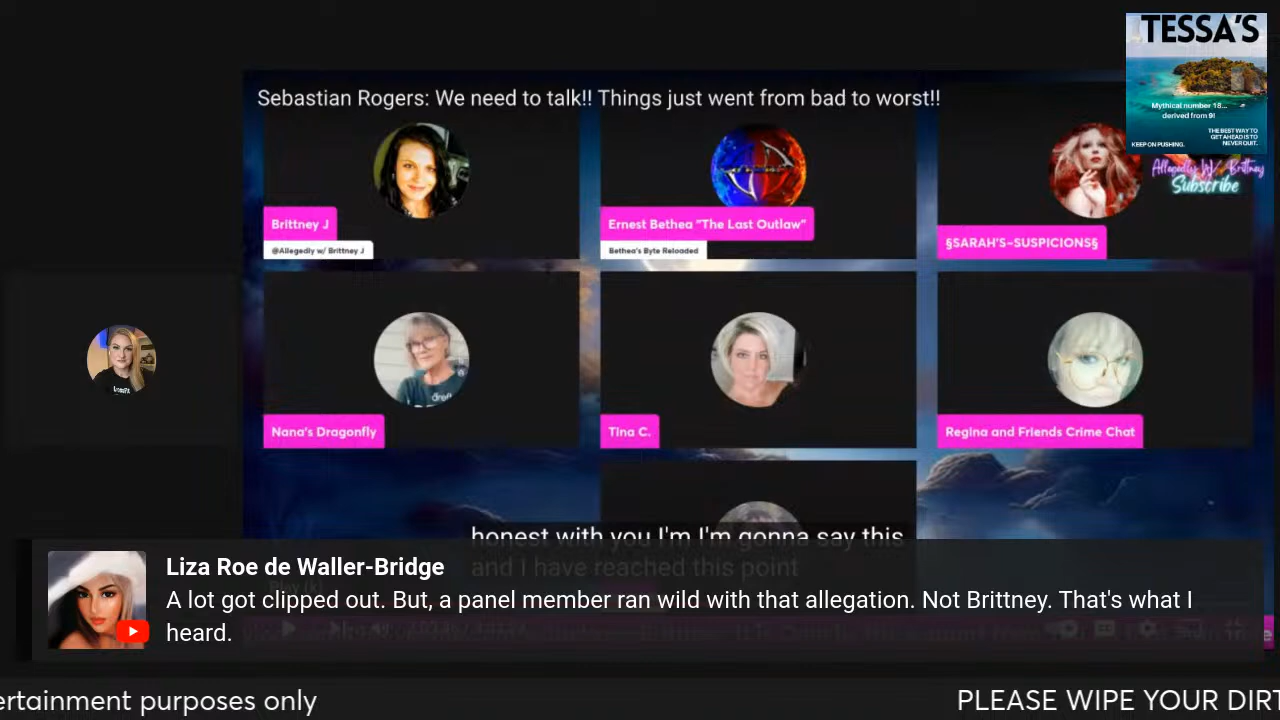 TESSA'S
Mythical number 18...
derived from 9!
THE BEST WAY TO
GET AHEAD IS TO
NEVER QUIT.
KEEP ON PUSHING.
Allegedly W/ Brittney
Subscribe
Sebastian Rogers: We need to talk!! Things just went from bad to worst!!
Brittney J
@Allegedly w/ Brittney J
Ernest Bethea "The Last Outlaw"
Bethea's Byte Reloaded
§SARAH'S~SUSPICIONS§
Nana's Dragonfly
Tina C.
Regina and Friends Crime Chat
honest with you I'm I'm gonna say this
and I have reached this point
Liza Roe de Waller-Bridge
A lot got clipped out. But, a panel member ran wild with that allegation. Not Brittney. That's what I
heard.
ertainment purposes only
PLEASE WIPE YOUR DIRT